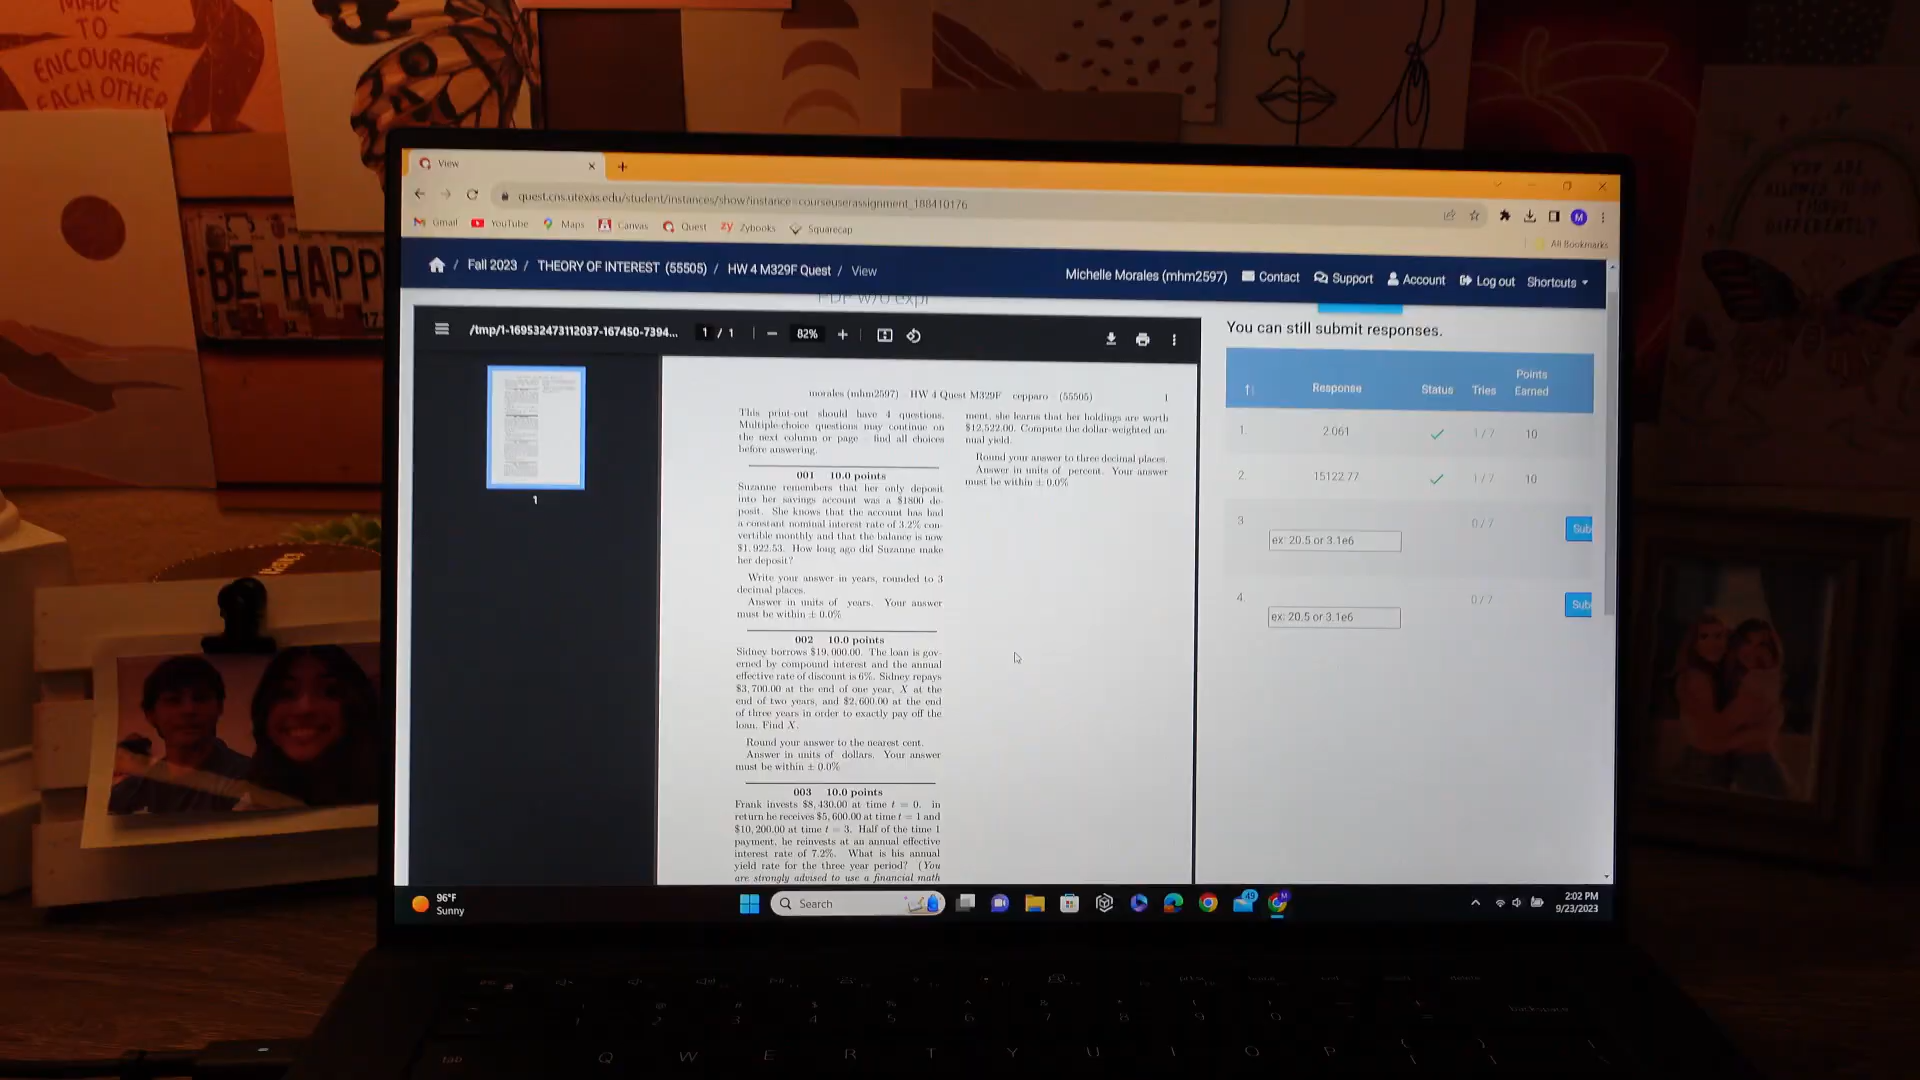 MADE
TO
ENCOURAGE
EACH OTHER
BE-HAPP
YOU ARE
ALLOWED TO DO
THINGS
DIFFERENTLY
View
quest.cns.utexas.edu/student/instances/show?instance=courseuserassignment_188410176
Gmail YouTube Maps Canvas Quest Zybooks Squarecap
All Bookmarks
/ Fall 2023 / THEORY OF INTEREST (55505) / HW 4 M329F Quest / View
Michelle Morales (mhm2597) Contact Support Account Log out Shortcuts
PDF w/o expl
/tmp/1-169532473112037-167450-7394... 1 / 1 82%
1
morales (mhm2597) – HW 4 Quest M329F – cepparo – (55505) 1
This print-out should have 4 questions.
Multiple-choice questions may continue on
the next column or page – find all choices
before answering.
001 10.0 points
Suzanne remembers that her only deposit
into her savings account was a $1800 de-
posit. She knows that the account has had
a constant nominal interest rate of 3.2% con-
vertible monthly and that the balance is now
$1,922.53. How long ago did Suzanne make
her deposit?
Write your answer in years, rounded to 3
decimal places.
Answer in units of years. Your answer
must be within ± 0.0%
002 10.0 points
Sidney borrows $19,000.00. The loan is gov-
erned by compound interest and the annual
effective rate of discount is 6%. Sidney repays
$3,700.00 at the end of one year, X at the
end of two years, and $2,600.00 at the end
of three years in order to exactly pay off the
loan. Find X.
Round your answer to the nearest cent.
Answer in units of dollars. Your answer
must be within ± 0.0%
003 10.0 points
Frank invests $8,430.00 at time t = 0. in
return he receives $5,600.00 at time t = 1 and
$10,200.00 at time t = 3. Half of the time 1
payment, he reinvests at an annual effective
interest rate of 7.2%. What is his annual
yield rate for the three year period? (You
are strongly advised to use a financial math
ment, she learns that her holdings are worth
$12,522.00. Compute the dollar-weighted an-
nual yield.
Round your answer to three decimal places.
Answer in units of percent. Your answer
must be within ± 0.0%
You can still submit responses.
Response Status Tries Points Earned
1. 2.061 1 / 7 10
2. 15122.77 1 / 7 10
3 ex: 20.5 or 3.1e6 0 / 7 Sub
4. ex: 20.5 or 3.1e6 0 / 7 Sub
96°F
Sunny
Search
49
2:02 PM
9/23/2023
tab Q W E R T Y U I O P